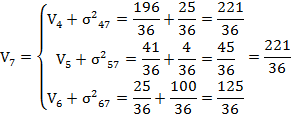 V₄ + σ²₄₇ = 196/36 + 25/36 = 221/36
V₇ = { V₅ + σ²₅₇ = 41/36 + 4/36 = 45/36 = 221/36
V₆ + σ²₆₇ = 25/36 + 100/36 = 125/36